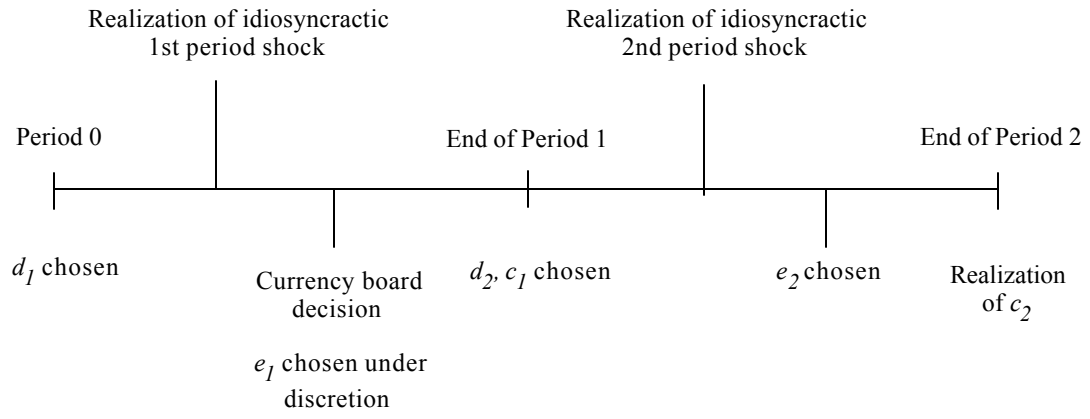 Realization of idiosyncractic
1st period shock
Realization of idiosyncractic
2nd period shock
Period 0
End of Period 1
End of Period 2
d1 chosen
Currency board
decision
e1 chosen under
discretion
d2, c1 chosen
e2 chosen
Realization
of c2